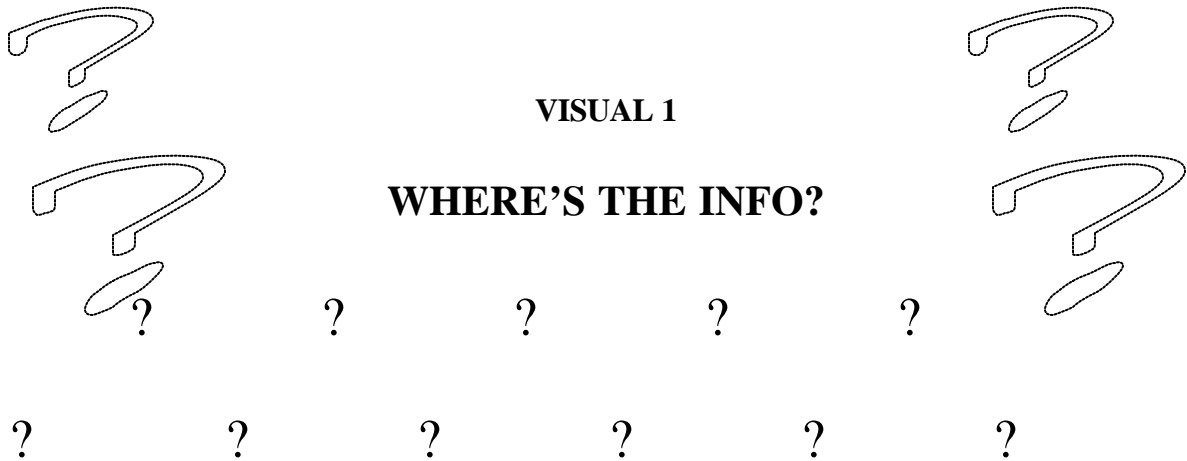 VISUAL 1
WHERE’S THE INFO?
? ? ? ? ?
? ? ? ? ? ?